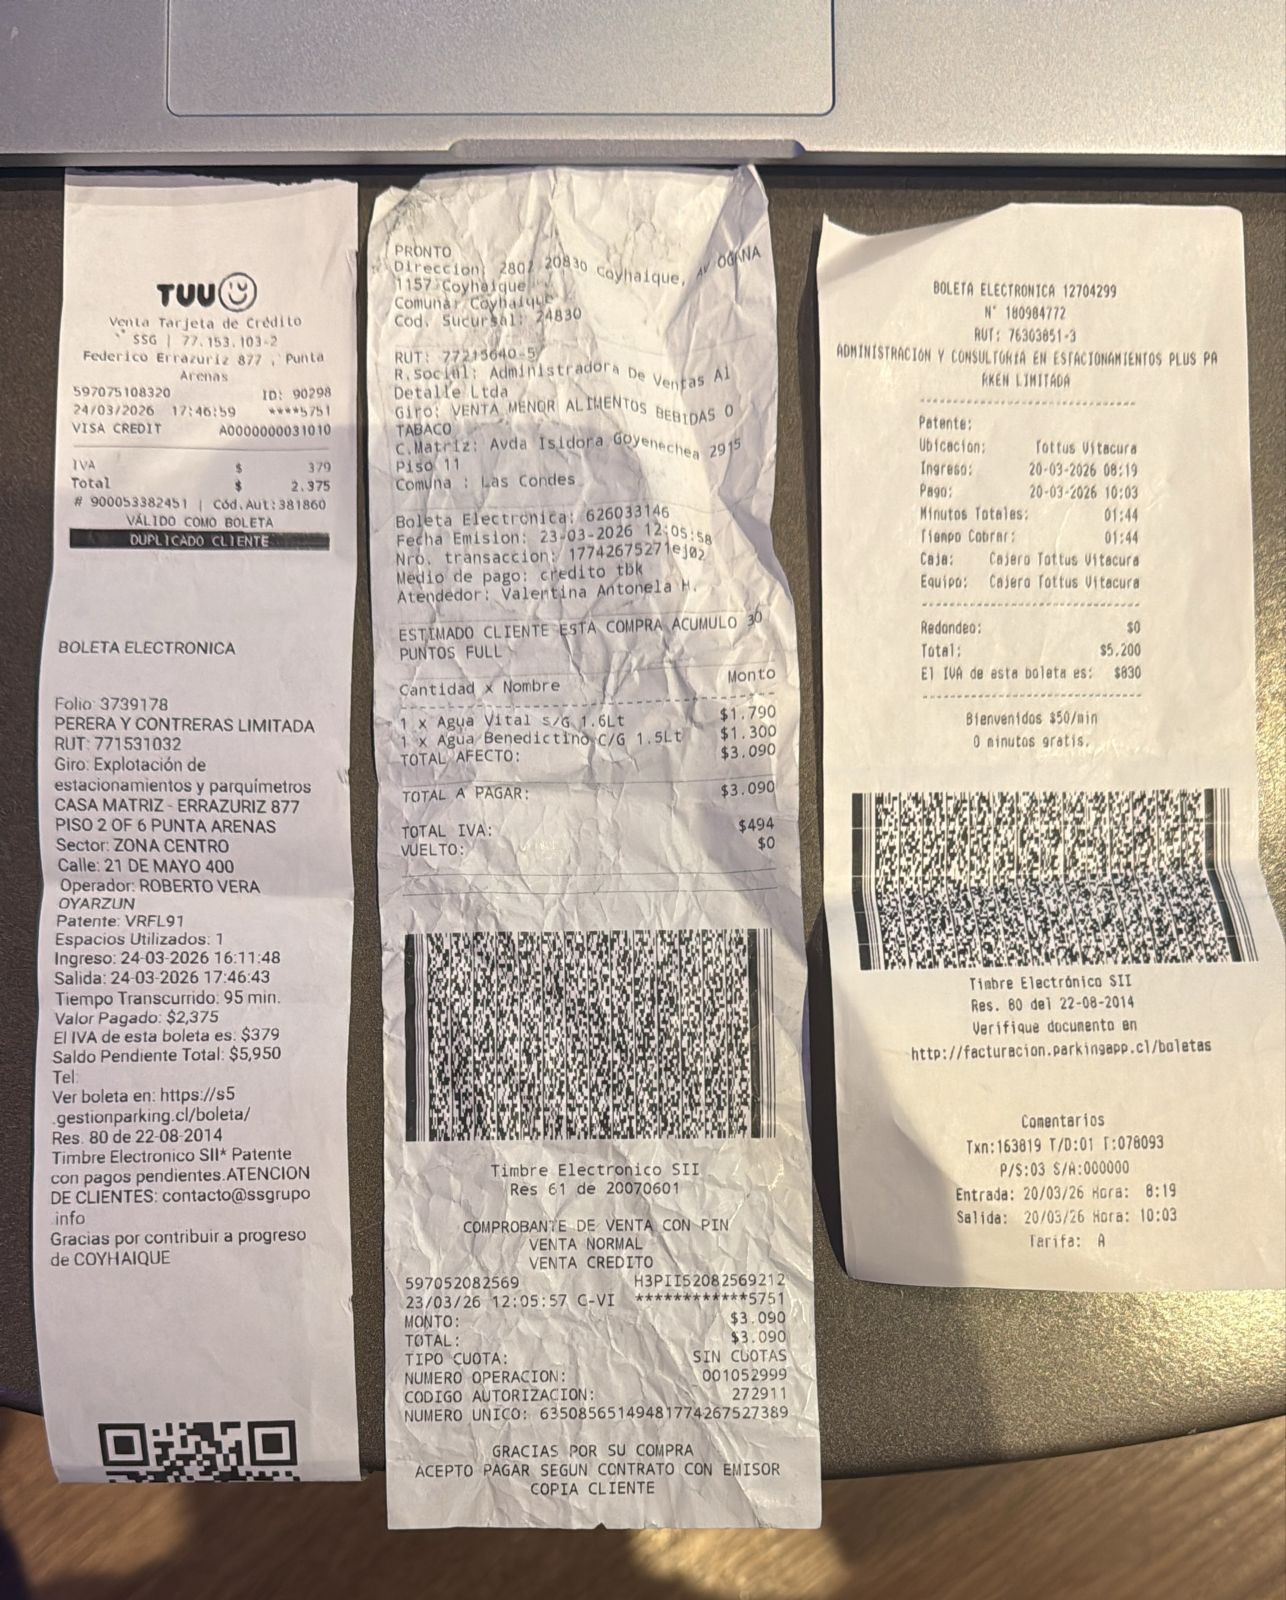 TUU
Venta Tarjeta de Crédito
SSG | 77.153.103-2
Federico Errazuriz 877 , Punta
Arenas
597075108320 ID: 90298
24/03/2026 17:46:59 ****5751
VISA CREDIT A0000000031010
IVA $ 379
Total $ 2.375
# 900053382451 | Cód.Aut:381860
VÁLIDO COMO BOLETA
DUPLICADO CLIENTE
BOLETA ELECTRONICA
Folio 3739178
PERERA Y CONTRERAS LIMITADA
RUT: 771531032
Giro: Explotación de
estacionamientos y parquímetros
CASA MATRIZ - ERRAZURIZ 877
PISO 2 OF 6 PUNTA ARENAS
Sector: ZONA CENTRO
Calle: 21 DE MAYO 400
Operador: ROBERTO VERA
OYARZUN
Patente: VRFL91
Espacios Utilizados: 1
Ingreso: 24-03-2026 16:11:48
Salida: 24-03-2026 17:46:43
Tiempo Transcurrido: 95 min.
Valor Pagado: $2,375
El IVA de esta boleta es: $379
Saldo Pendiente Total: $5,950
Tel:
Ver boleta en: https://s5
.gestionparking.cl/boleta/
Res. 80 de 22-08-2014
Timbre Electronico SII* Patente
con pagos pendientes.ATENCION
DE CLIENTES: contacto@ssgrupo
.info
Gracias por contribuir a progreso
de COYHAIQUE
PRONTO
Direccion: 2802 20830 Coyhaique, AV OGANA
1157 Coyhaique
Comuna: Coyhaique
Cod. Sucursal: 24830
RUT: 77215640-5
R.Social: Administradora De Ventas Al
Detalle Ltda
Giro: VENTA MENOR ALIMENTOS BEBIDAS O
TABACO
C.Matriz: Avda Isidora Goyenechea 2915
Piso 11
Comuna : Las Condes
Boleta Electronica: 626033146
Fecha Emision: 23-03-2026 12:05:58
Nro. transaccion: 17742675271ej02
Medio de pago: credito tbk
Atendedor: Valentina Antonela H.
ESTIMADO CLIENTE ESTA COMPRA ACUMULO 30
PUNTOS FULL
Cantidad x Nombre Monto
1 x Agua Vital S/G 1.6Lt $1.790
1 x Agua Benedictino C/G 1.5Lt $1.300
TOTAL AFECTO: $3.090
TOTAL A PAGAR: $3.090
TOTAL IVA: $494
VUELTO: $0
Timbre Electronico SII
Res 61 de 20070601
COMPROBANTE DE VENTA CON PIN
VENTA NORMAL
VENTA CREDITO
597052082569 H3PII52082569212
23/03/26 12:05:57 C-VI ************5751
MONTO: $3.090
TOTAL: $3.090
TIPO CUOTA: SIN CUOTAS
NUMERO OPERACION: 001052999
CODIGO AUTORIZACION: 272911
NUMERO UNICO: 63508565149481774267527389
GRACIAS POR SU COMPRA
ACEPTO PAGAR SEGUN CONTRATO CON EMISOR
COPIA CLIENTE
BOLETA ELECTRONICA 12704299
N° 180984772
RUT: 76303851-3
ADMINISTRACION Y CONSULTORIA EN ESTACIONAMIENTOS PLUS PA
RKEN LIMITADA
Patente:
Ubicacion: Tottus Vitacura
Ingreso: 20-03-2026 08:19
Pago: 20-03-2026 10:03
Minutos Totales: 01:44
Tiempo Cobrar: 01:44
Caja: Cajero Tottus Vitacura
Equipo: Cajero Tottus Vitacura
Redondeo: $0
Total: $5.200
El IVA de esta boleta es: $830
Bienvenidos $50/min
0 minutos gratis.
Timbre Electrónico SII
Res. 80 del 22-08-2014
Verifique documento en
http://facturacion.parkingapp.cl/boletas
Comentarios
Txn:163819 T/D:01 T:078093
P/S:03 S/A:000000
Entrada: 20/03/26 Hora: 8:19
Salida: 20/03/26 Hora: 10:03
Tarifa: A